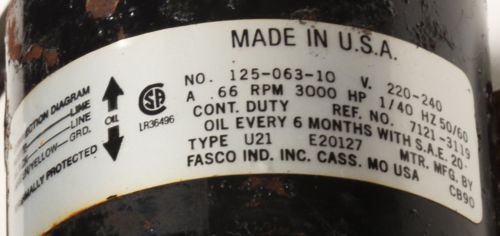 MADE IN U.S.A.
NO. 125-063-10 V. 220-240
A .66 RPM 3000 HP 1/40 HZ 50/60
CONT. DUTY REF. NO. 7121-3119
OIL EVERY 6 MONTHS WITH S.A.E. 20-
TYPE U21 E20127 MTR. MFG. BY
FASCO IND. INC. CASS. MO USA CB90
DIAGRAM
LINE
LINE
YELLOW-GRD.
PROTECTED
OIL
SA
LR36496